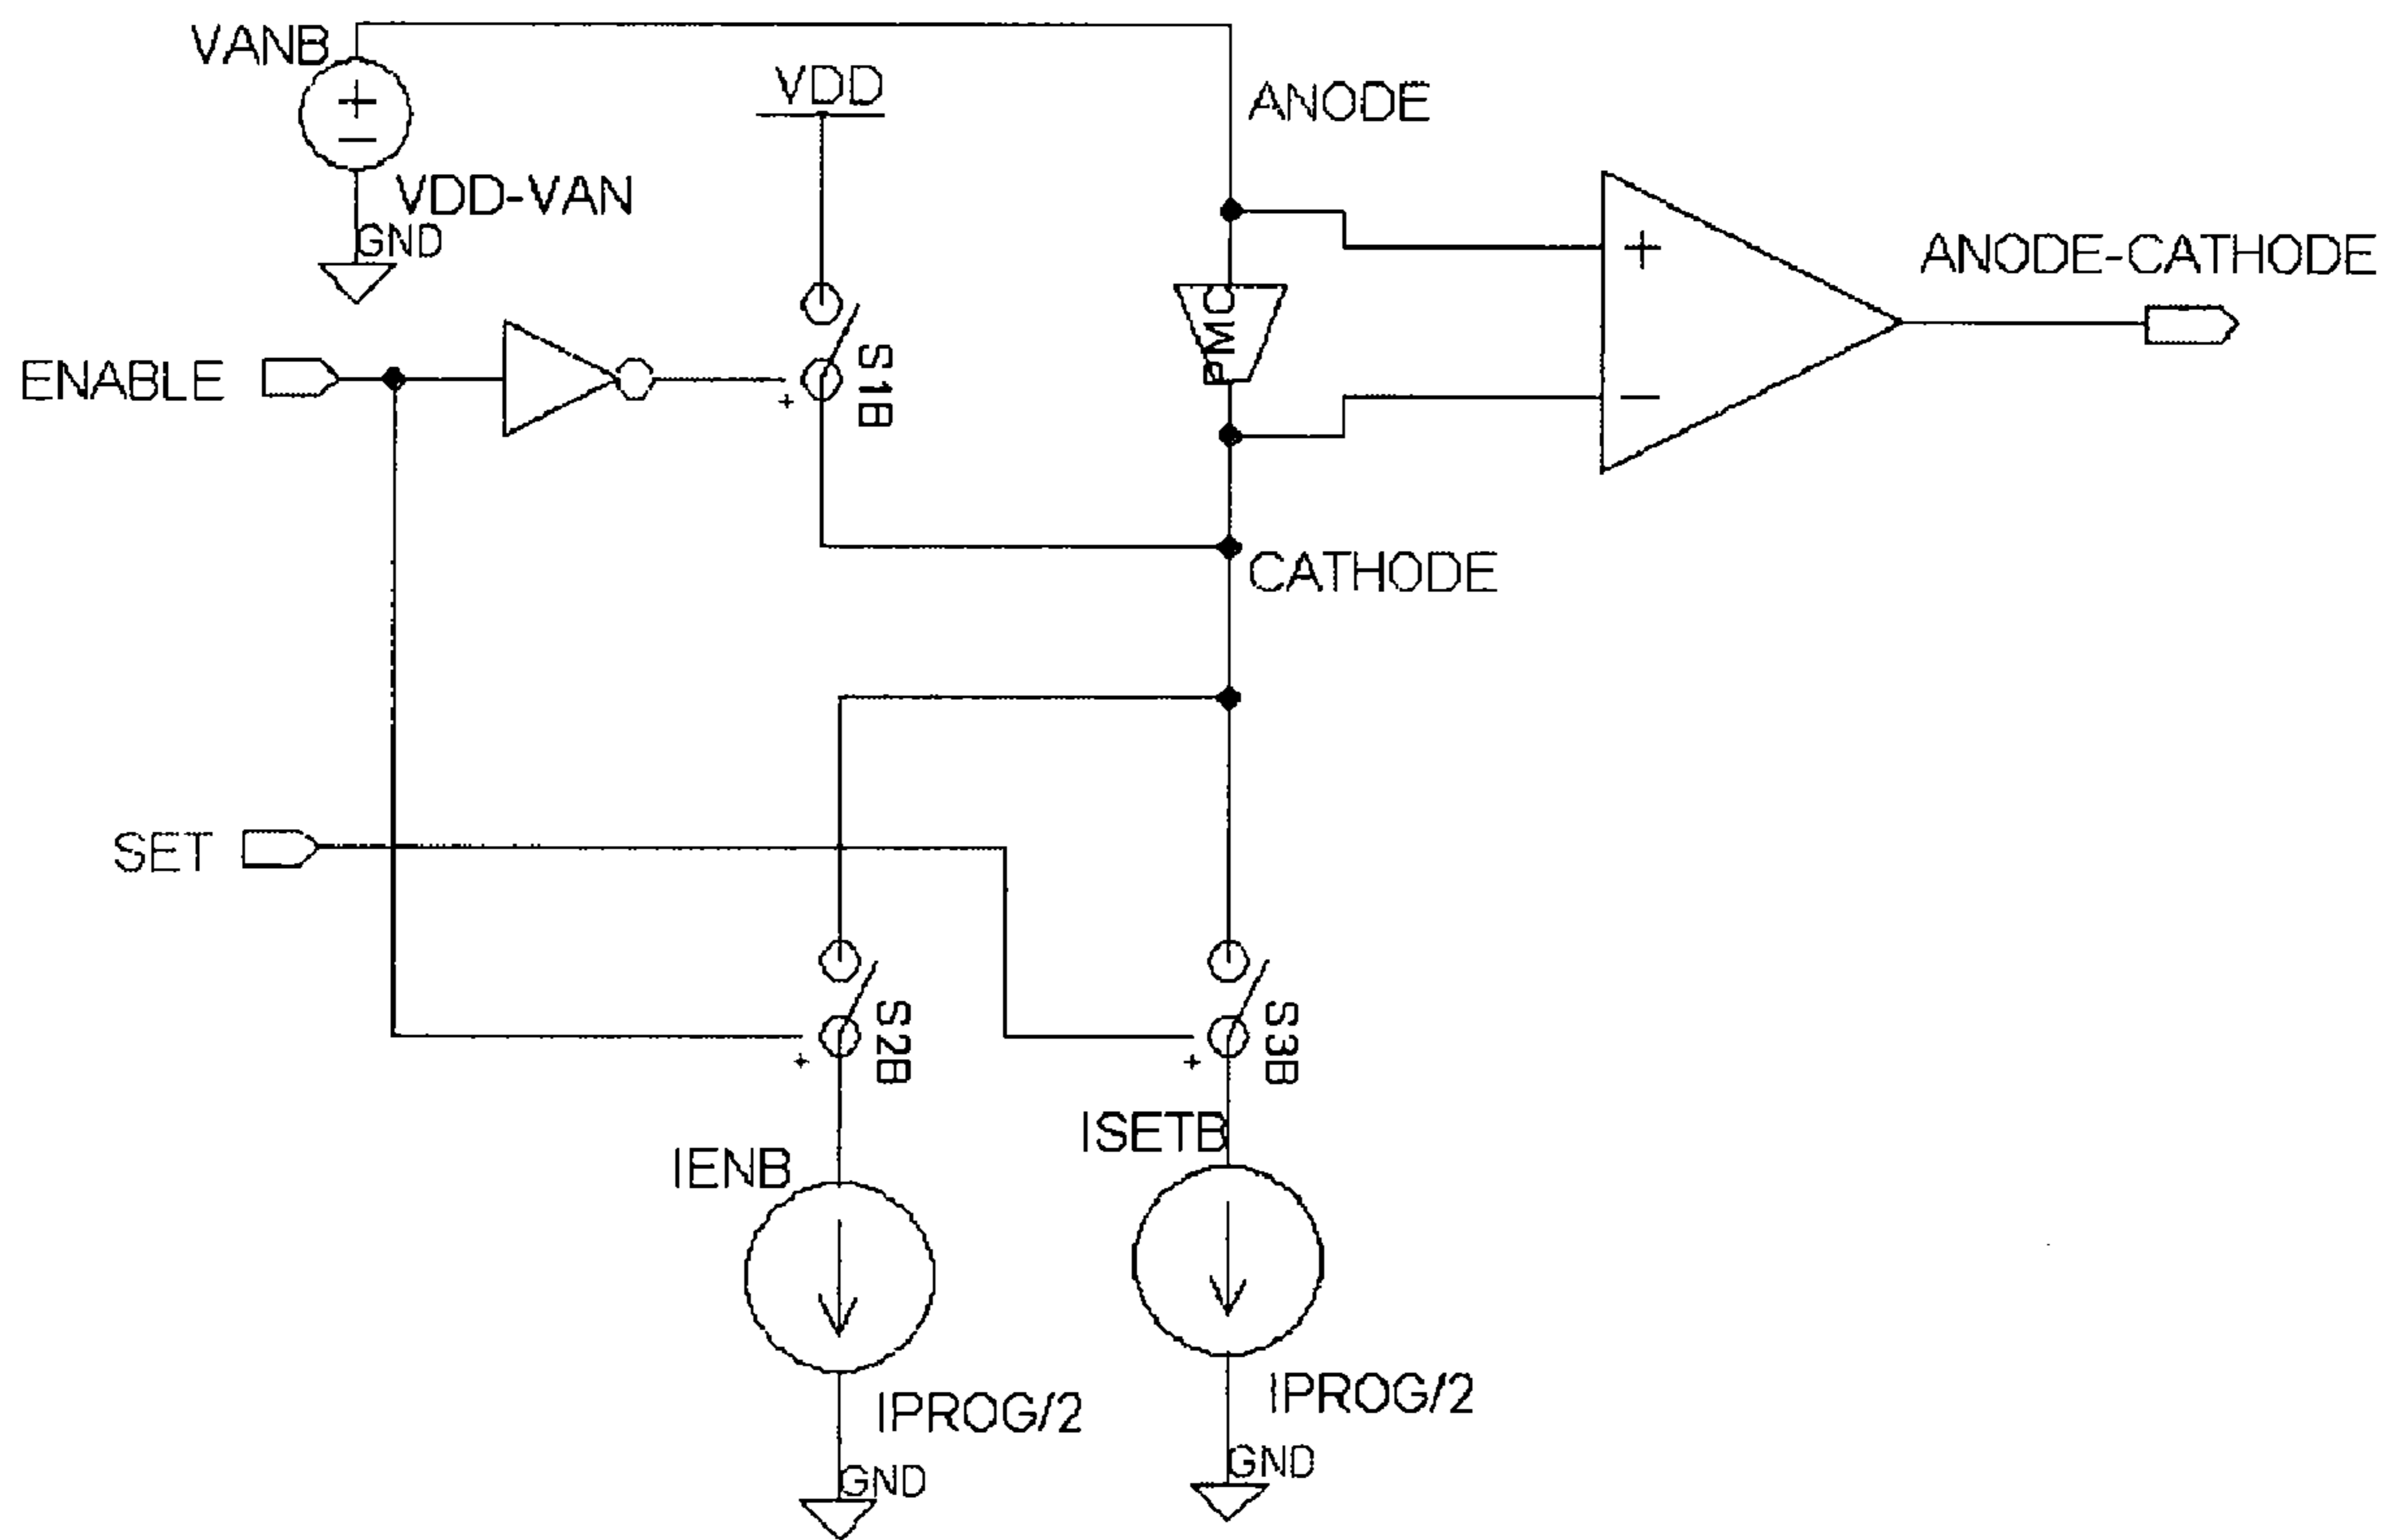 VANB
VDD
ANODE
VDD-VAN
GND
ANODE-CATHODE
+
−
ENABLE
S1B
PMC
CATHODE
SET
S2B
S3B
ISETB
IENB
IPROG/2
IPROG/2
GND
GND